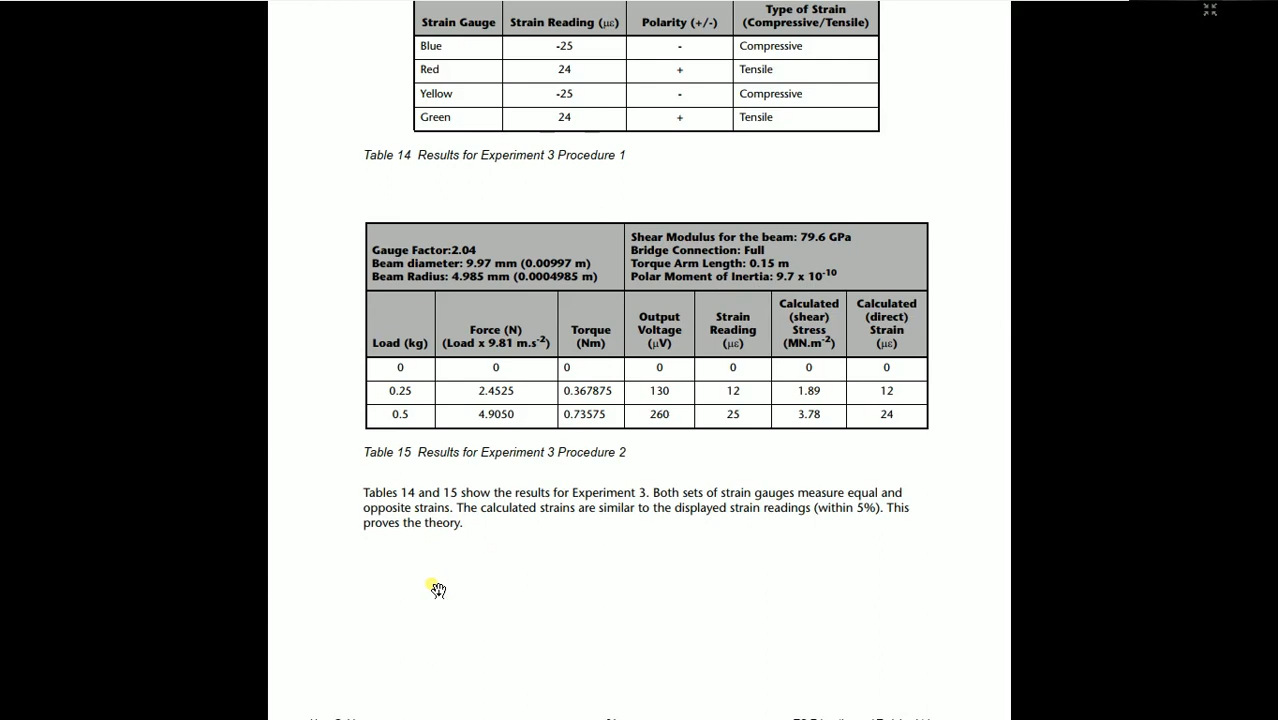 Strain Gauge Strain Reading (με) Polarity (+/-) Type of Strain (Compressive/Tensile)
Blue -25 - Compressive
Red 24 + Tensile
Yellow -25 - Compressive
Green 24 + Tensile
Table 14 Results for Experiment 3 Procedure 1
Gauge Factor:2.04
Beam diameter: 9.97 mm (0.00997 m)
Beam Radius: 4.985 mm (0.0004985 m)
Shear Modulus for the beam: 79.6 GPa
Bridge Connection: Full
Torque Arm Length: 0.15 m
Polar Moment of Inertia: 9.7 x 10⁻¹⁰
Load (kg) Force (N) (Load x 9.81 m.s⁻²) Torque (Nm) Output Voltage (μV) Strain Reading (με) Calculated (shear) Stress (MN.m⁻²) Calculated (direct) Strain (με)
0 0 0 0 0 0 0
0.25 2.4525 0.367875 130 12 1.89 12
0.5 4.9050 0.73575 260 25 3.78 24
Table 15 Results for Experiment 3 Procedure 2
Tables 14 and 15 show the results for Experiment 3. Both sets of strain gauges measure equal and
opposite strains. The calculated strains are similar to the displayed strain readings (within 5%). This
proves the theory.